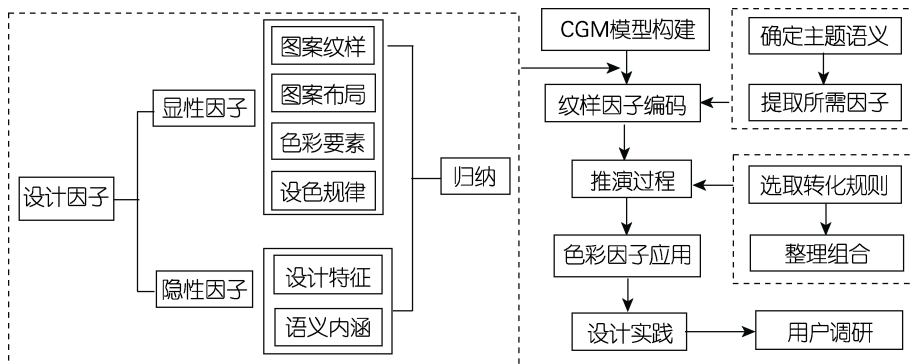 设计因子
显性因子
图案纹样
图案布局
色彩要素
设色规律
隐性因子
设计特征
语义内涵
归纳
CGM模型构建
纹样因子编码
推演过程
色彩因子应用
设计实践
确定主题语义
提取所需因子
选取转化规则
整理组合
用户调研